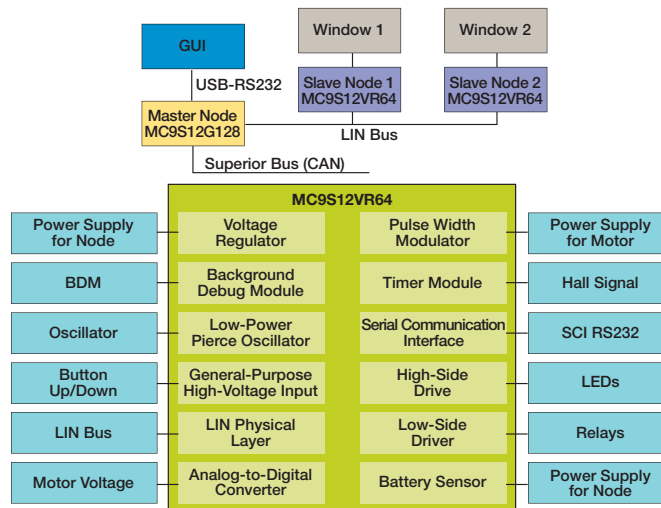 Window 1
Window 2
GUI
USB-RS232
Slave Node 1
MC9S12VR64
Slave Node 2
MC9S12VR64
Master Node
MC9S12G128
LIN Bus
Superior Bus (CAN)
MC9S12VR64
Power Supply
for Node
Voltage
Regulator
Pulse Width
Modulator
Power Supply
for Motor
BDM
Background
Debug Module
Timer Module
Hall Signal
Oscillator
Low-Power
Pierce Oscillator
Serial Communication
Interface
SCI RS232
Button
Up/Down
General-Purpose
High-Voltage Input
High-Side
Drive
LEDs
LIN Bus
LIN Physical
Layer
Low-Side
Driver
Relays
Motor Voltage
Analog-to-Digital
Converter
Battery Sensor
Power Supply
for Node